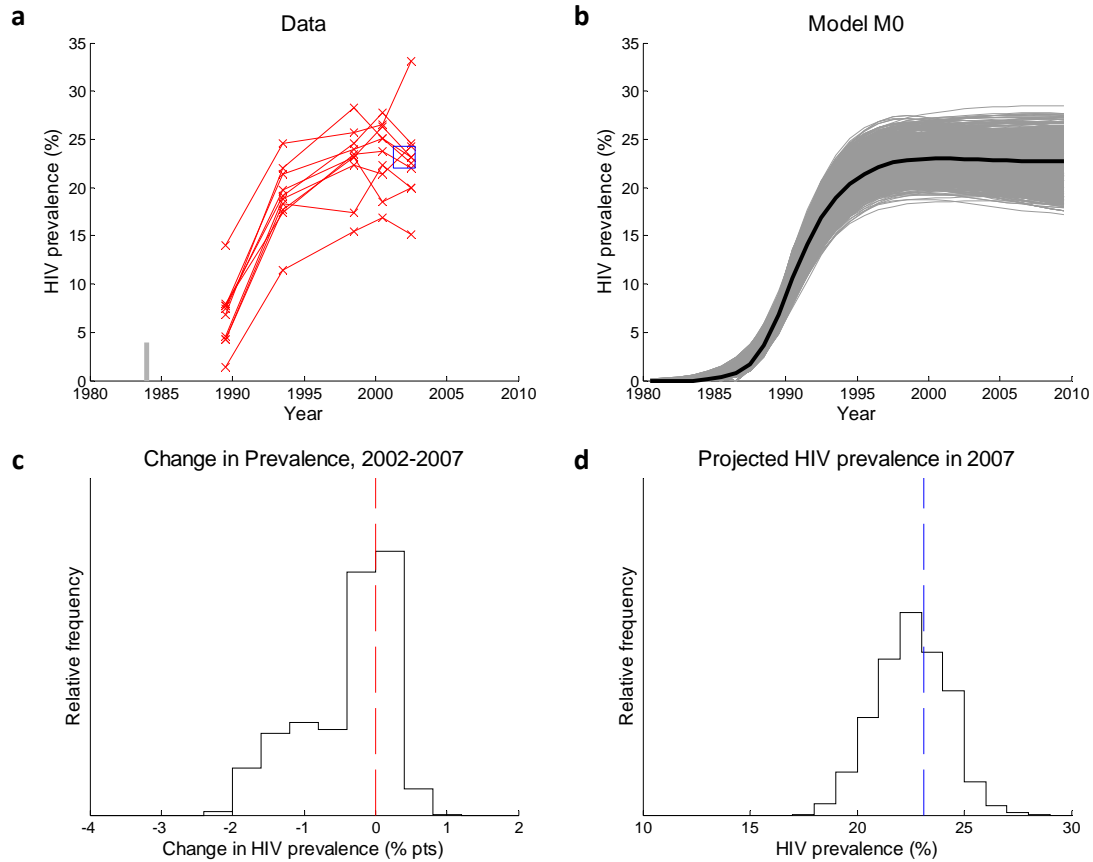 a
Data
35
30
25
20
15
10
5
0
HIV prevalence (%)
1980 1985 1990 1995 2000 2005 2010
Year
b
Model M0
35
30
25
20
15
10
5
0
HIV prevalence (%)
1980 1985 1990 1995 2000 2005 2010
Year
c
Change in Prevalence, 2002-2007
Relative frequency
-4 -3 -2 -1 0 1 2
Change in HIV prevalence (% pts)
d
Projected HIV prevalence in 2007
Relative frequency
10 15 20 25 30
HIV prevalence (%)